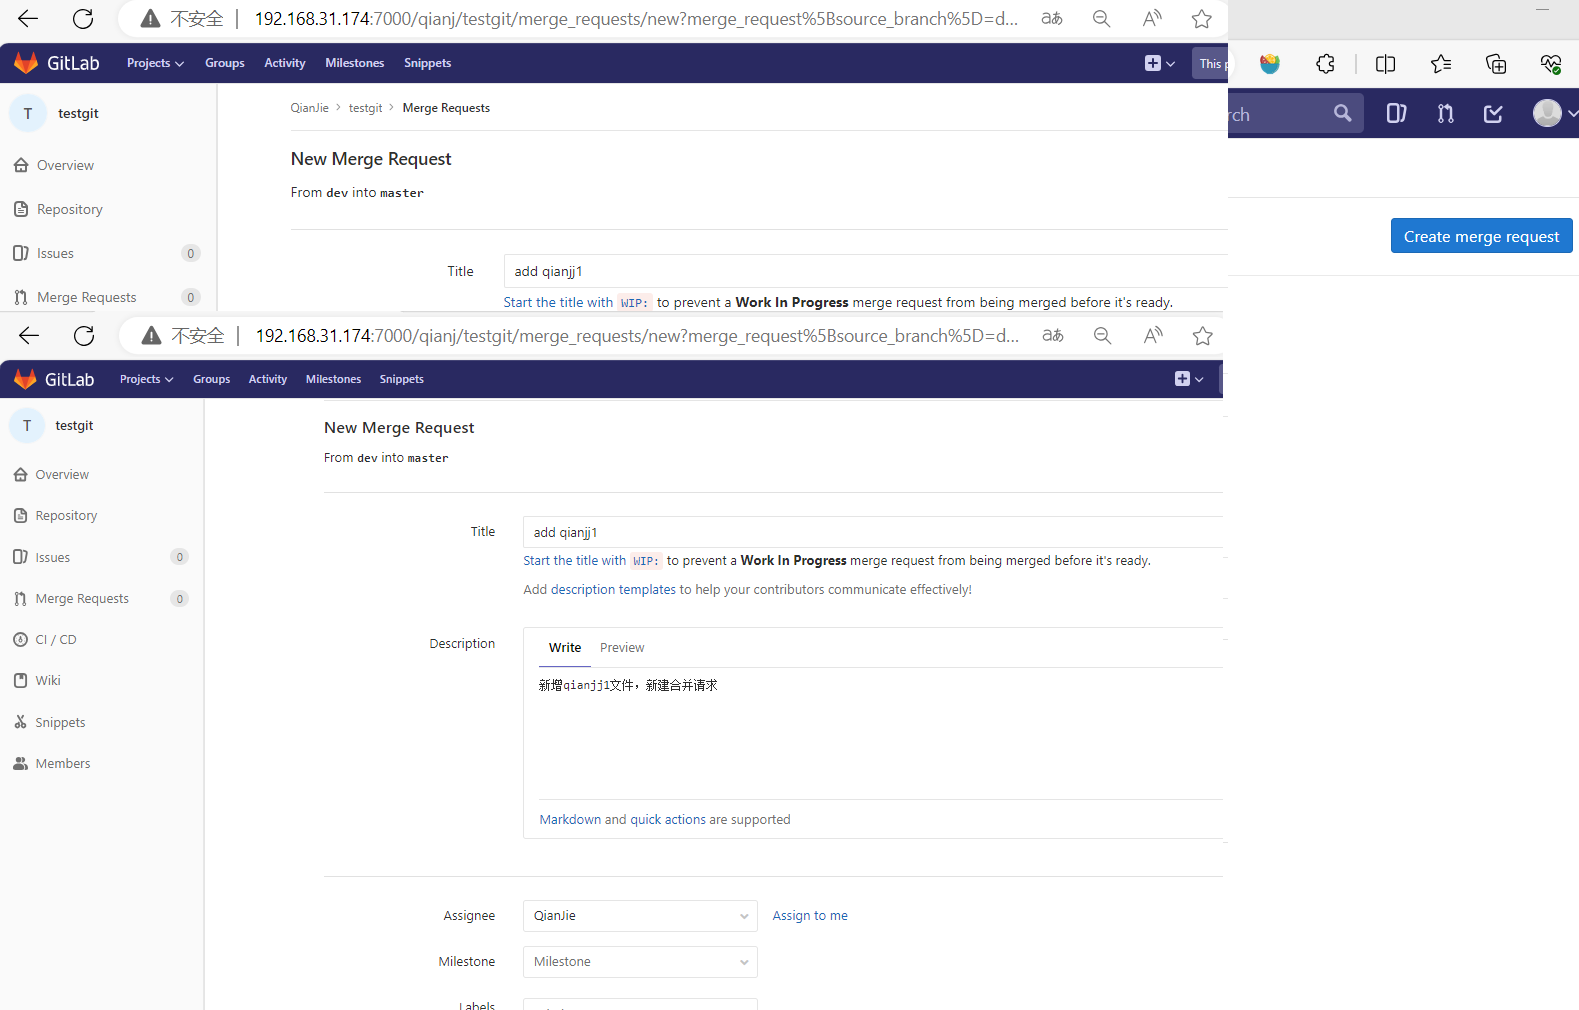 不安全 192.168.31.174:7000/qianj/testgit/merge_requests/new?merge_request%5Bsource_branch%5D=d... aあ
GitLab Projects Groups Activity Milestones Snippets This p
rch
T testgit
QianJie > testgit > Merge Requests
Overview
New Merge Request
From dev into master
Create merge request
Repository
Issues 0
Title add qianjj1
Merge Requests 0
Start the title with WIP: to prevent a Work In Progress merge request from being merged before it's ready.
不安全 192.168.31.174:7000/qianj/testgit/merge_requests/new?merge_request%5Bsource_branch%5D=d... aあ
GitLab Projects Groups Activity Milestones Snippets
T testgit
New Merge Request
From dev into master
Overview
Repository
Issues 0
Merge Requests 0
CI / CD
Wiki
Snippets
Members
Title add qianjj1
Start the title with WIP: to prevent a Work In Progress merge request from being merged before it's ready.
Add description templates to help your contributors communicate effectively!
Description Write Preview
新增qianjj1文件，新建合并请求
Markdown and quick actions are supported
Assignee QianJie Assign to me
Milestone Milestone
Labels